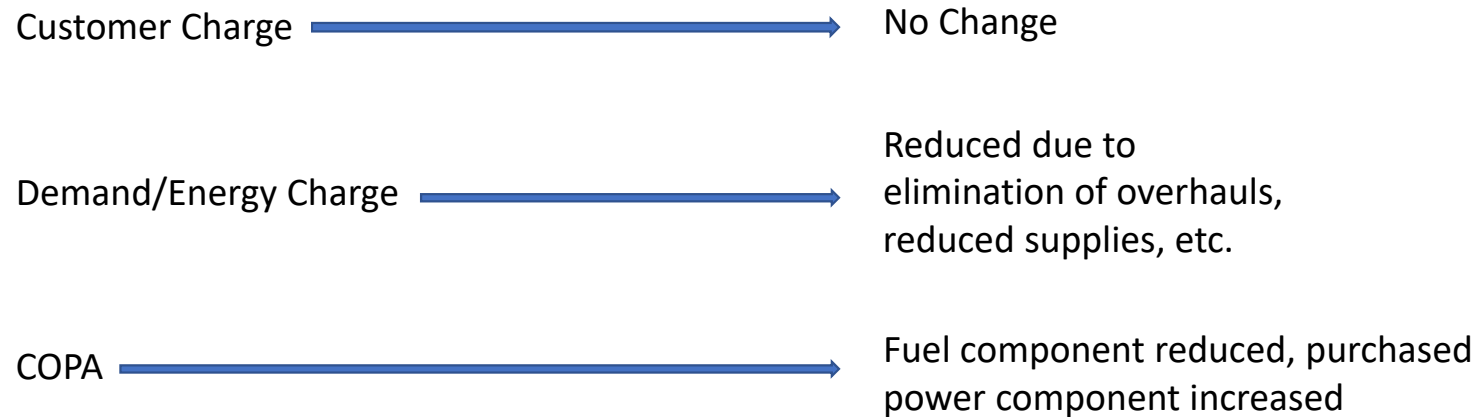 Customer Charge
No Change
Demand/Energy Charge
Reduced due to
elimination of overhauls,
reduced supplies, etc.
COPA
Fuel component reduced, purchased
power component increased